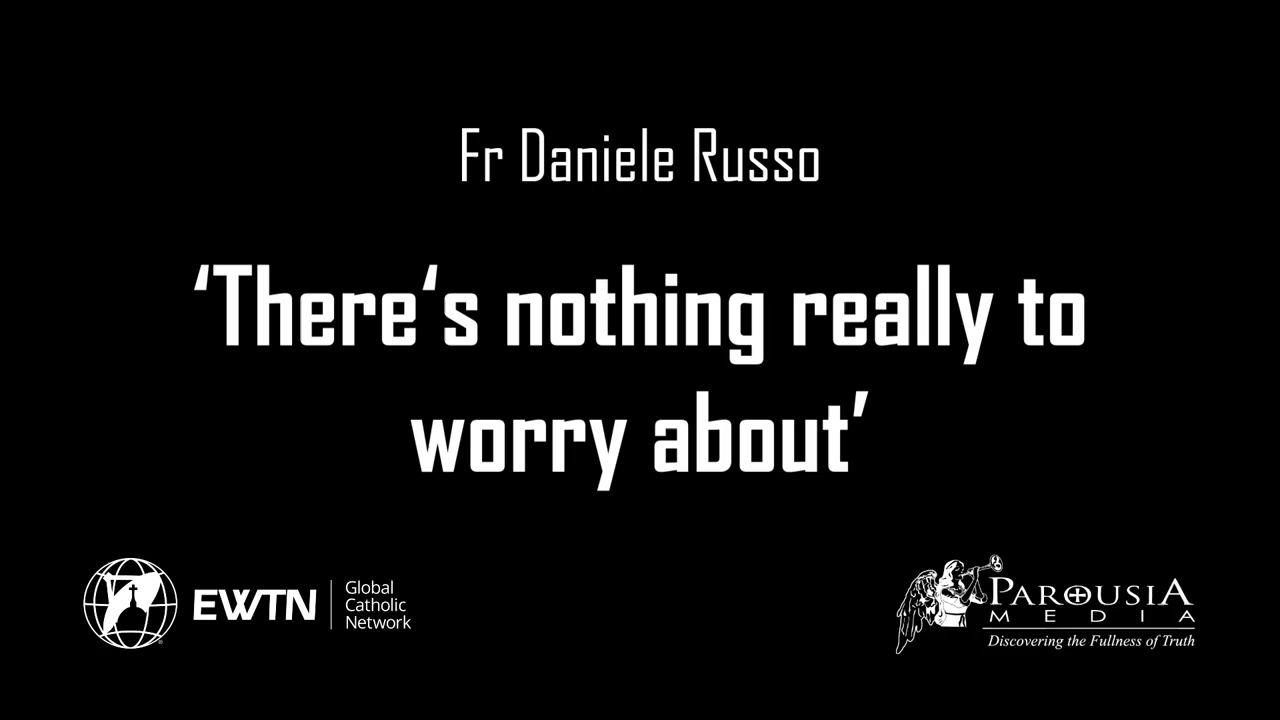 Fr Daniele Russo
‘There‘s nothing really to
worry about’
EWTN
Global
Catholic
Network
PAROUSIA
MEDIA
Discovering the Fullness of Truth